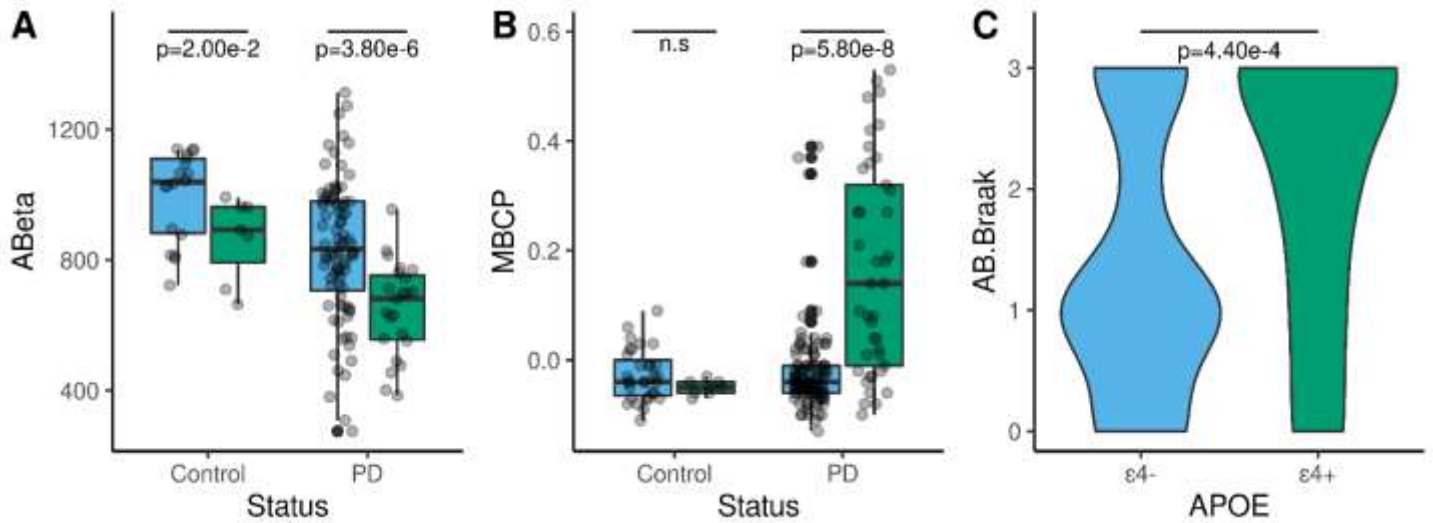 A
p=2.00e-2
p=3.80e-6
1200
800
400
ABeta
Control
PD
Status
B
n.s
p=5.80e-8
0.6
0.4
0.2
0.0
MBCP
Control
PD
Status
C
p=4.40e-4
3
2
1
0
AB.Braak
ε4-
ε4+
APOE